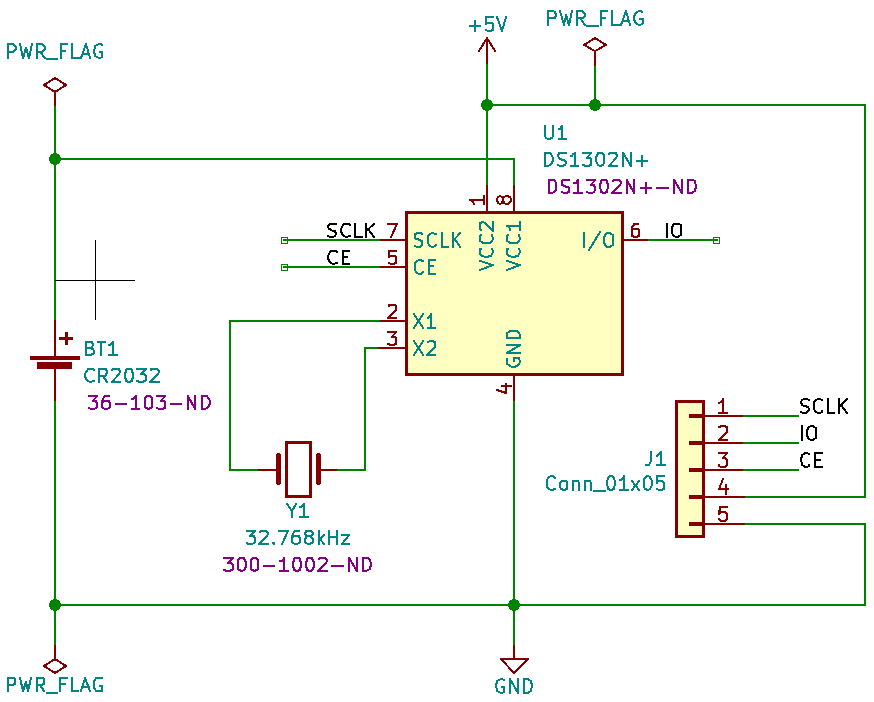 +5V
PWR_FLAG
PWR_FLAG
U1
DS1302N+
DS1302N+-ND
1
8
SCLK
7
SCLK
VCC2
VCC1
I/O
6
IO
CE
5
CE
2
X1
3
X2
GND
4
+
BT1
CR2032
36-103-ND
1
SCLK
2
IO
3
CE
4
5
J1
Conn_01x05
Y1
32.768kHz
300-1002-ND
PWR_FLAG
GND